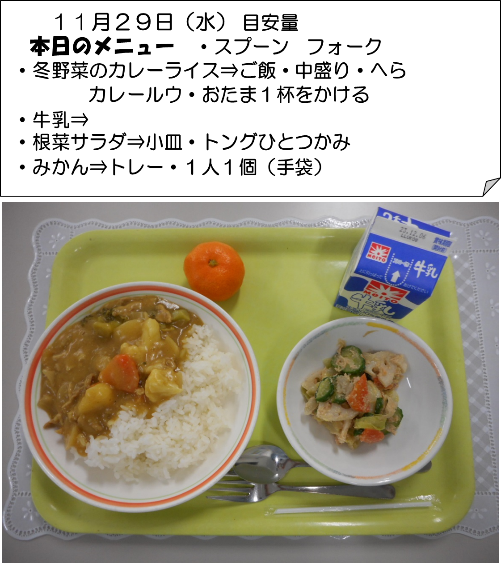 １１月２９日（水） 目安量
本日のメニュー ・スプーン フォーク
・冬野菜のカレーライス⇒ご飯・中盛り・へら
カレールウ・おたま１杯をかける
・牛乳⇒
・根菜サラダ⇒小皿・トングひとつかみ
・みかん⇒トレー・１人１個（手袋）
牛乳